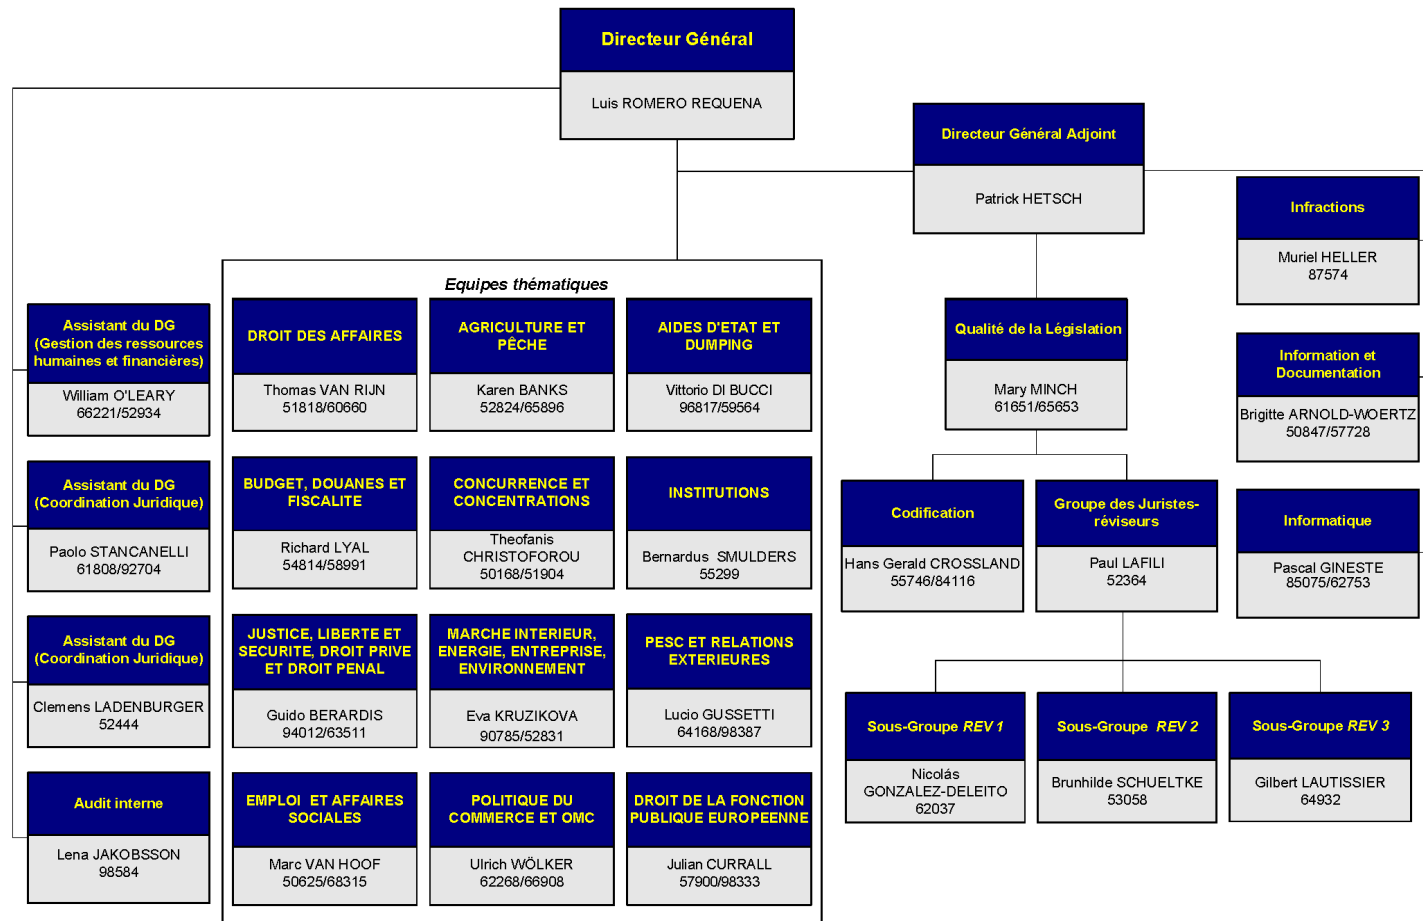 Directeur Général
Luis ROMERO REQUENA
Directeur Général Adjoint
Patrick HETSCH
Infractions
Muriel HELLER
87574
Information et
Documentation
Brigitte ARNOLD-WOERTZ
50847/57728
Informatique
Pascal GINESTE
85075/62753
Qualité de la Législation
Mary MINCH
61651/65653
Codification
Hans Gerald CROSSLAND
55746/84116
Groupe des Juristes-
réviseurs
Paul LAFILI
52364
Sous-Groupe REV 1
Nicolás
GONZALEZ-DELEITO
62037
Sous-Groupe REV 2
Brunhilde SCHUELTKE
53058
Sous-Groupe REV 3
Gilbert LAUTISSIER
64932
Assistant du DG
(Gestion des ressources
humaines et financières)
William O'LEARY
66221/52934
Assistant du DG
(Coordination Juridique)
Paolo STANCANELLI
61808/92704
Assistant du DG
(Coordination Juridique)
Clemens LADENBURGER
52444
Audit interne
Lena JAKOBSSON
98584
Equipes thématiques
DROIT DES AFFAIRES
Thomas VAN RIJN
51818/60660
AGRICULTURE ET
PÊCHE
Karen BANKS
52824/65896
AIDES D'ETAT ET
DUMPING
Vittorio DI BUCCI
96817/59564
BUDGET, DOUANES ET
FISCALITE
Richard LYAL
54814/58991
CONCURRENCE ET
CONCENTRATIONS
Theofanis
CHRISTOFOROU
50168/51904
INSTITUTIONS
Bernardus SMULDERS
55299
JUSTICE, LIBERTE ET
SECURITE, DROIT PRIVE
ET DROIT PENAL
Guido BERARDIS
94012/63511
MARCHE INTERIEUR,
ENERGIE, ENTREPRISE,
ENVIRONNEMENT
Eva KRUZIKOVA
90785/52831
PESC ET RELATIONS
EXTERIEURES
Lucio GUSSETTI
64168/98387
EMPLOI ET AFFAIRES
SOCIALES
Marc VAN HOOF
50625/68315
POLITIQUE DU
COMMERCE ET OMC
Ulrich WÖLKER
62268/66908
DROIT DE LA FONCTION
PUBLIQUE EUROPEENNE
Julian CURRALL
57900/98333